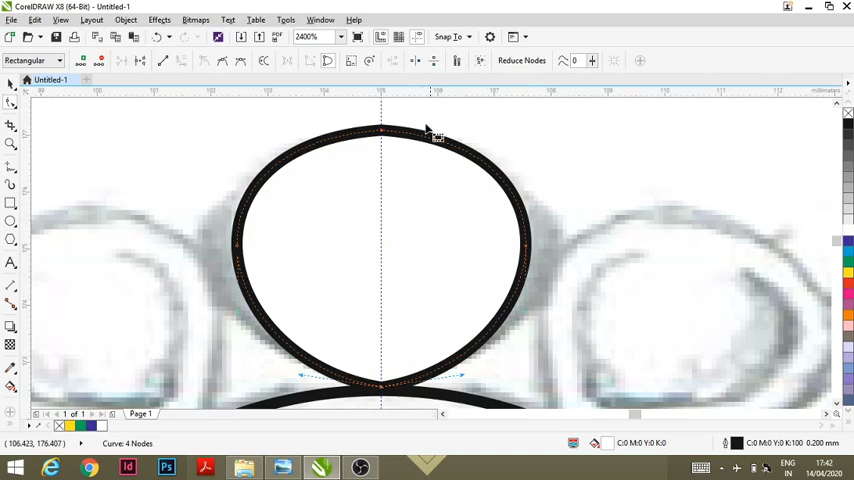 CorelDRAW X8 (64-Bit) - Untitled-1
File Edit View Layout Object Effects Bitmaps Text Table Tools Window Help
2400% Snap To
Rectangular Reduce Nodes 0
Untitled-1
100 102 103 104 105 106 107 108 109 110 111 112 millimeters
1 of 1 Page 1
(106.423, 176.407) Curve: 4 Nodes C:0 M:0 Y:0 K:0 C:0 M:0 Y:0 K:100 0.200 mm
ENG 17:42
IN 14/04/2020